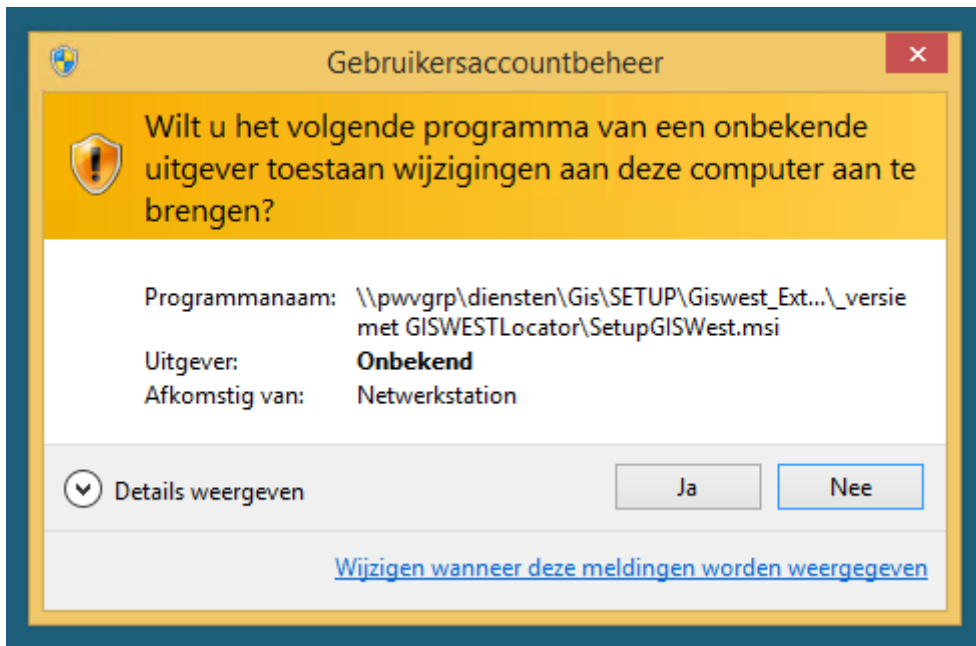 Gebruikersaccountbeheer
Wilt u het volgende programma van een onbekende
uitgever toestaan wijzigingen aan deze computer aan te
brengen?
Programmanaam: \\pwvgrp\diensten\Gis\SETUP\Giswest_Ext...\_versie
met GISWESTLocator\SetupGISWest.msi
Uitgever: Onbekend
Afkomstig van: Netwerkstation
Details weergeven Ja Nee
Wijzigen wanneer deze meldingen worden weergegeven